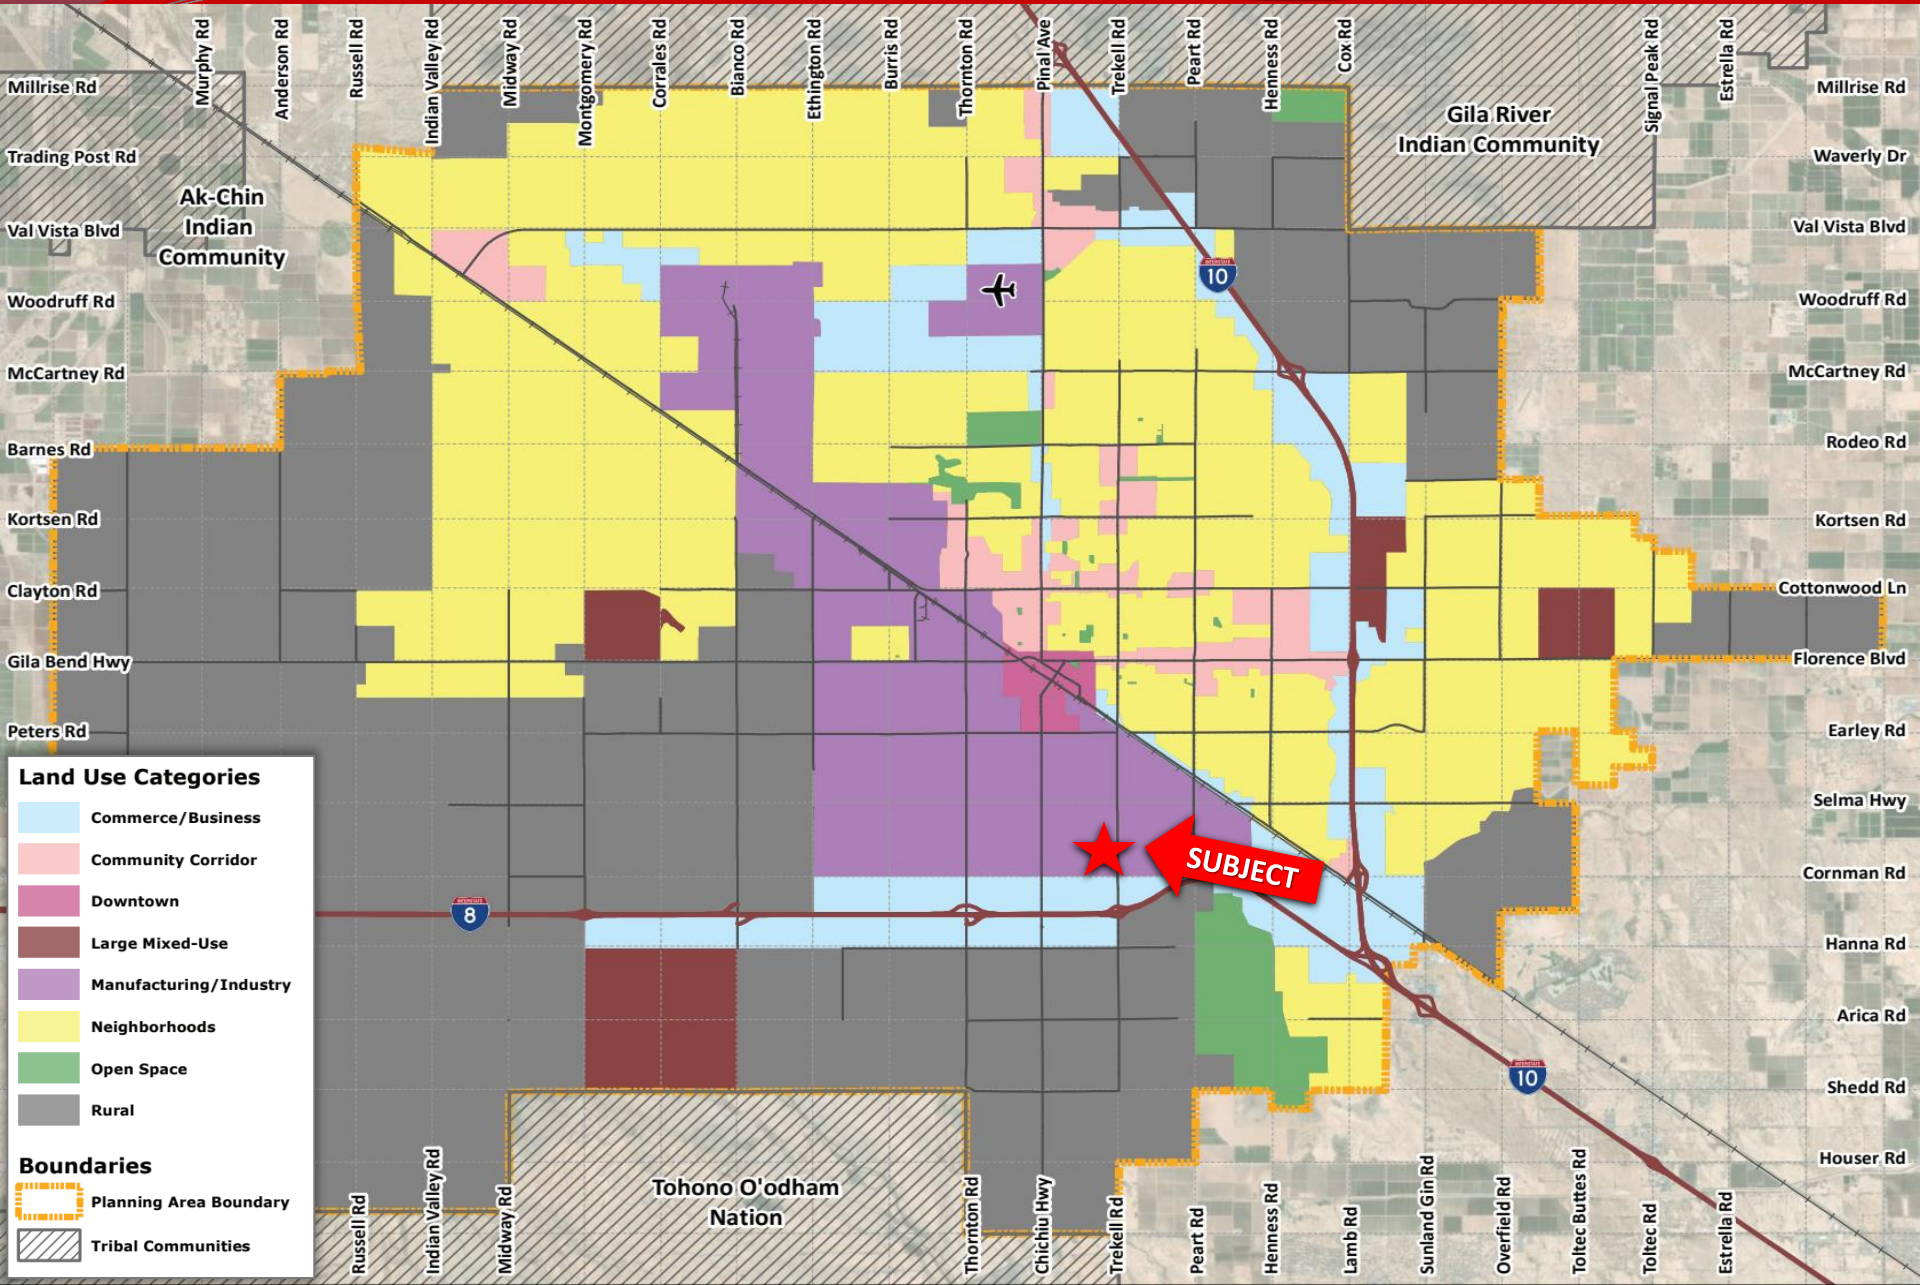 Murphy Rd
Anderson Rd
Russell Rd
Indian Valley Rd
Midway Rd
Montgomery Rd
Corrales Rd
Bianco Rd
Ethington Rd
Burris Rd
Thornton Rd
Pinal Ave
Trekell Rd
Peart Rd
Henness Rd
Cox Rd
Signal Peak Rd
Estrella Rd
Millrise Rd
Trading Post Rd
Val Vista Blvd
Woodruff Rd
McCartney Rd
Barnes Rd
Kortsen Rd
Clayton Rd
Gila Bend Hwy
Peters Rd
Ak-Chin
Indian
Community
Gila River
Indian Community
Millrise Rd
Waverly Dr
Val Vista Blvd
Woodruff Rd
McCartney Rd
Rodeo Rd
Kortsen Rd
Cottonwood Ln
Florence Blvd
Earley Rd
Selma Hwy
Cornman Rd
Hanna Rd
Arica Rd
Shedd Rd
Houser Rd
INTERSTATE
10
SUBJECT
INTERSTATE
8
INTERSTATE
10
Land Use Categories
Commerce/Business
Community Corridor
Downtown
Large Mixed-Use
Manufacturing/Industry
Neighborhoods
Open Space
Rural
Boundaries
Planning Area Boundary
Tribal Communities
Tohono O'odham
Nation
Russell Rd
Indian Valley Rd
Midway Rd
Thornton Rd
Chichiu Hwy
Trekell Rd
Peart Rd
Henness Rd
Lamb Rd
Sunland Gin Rd
Overfield Rd
Toltec Buttes Rd
Toltec Rd
Estrella Rd